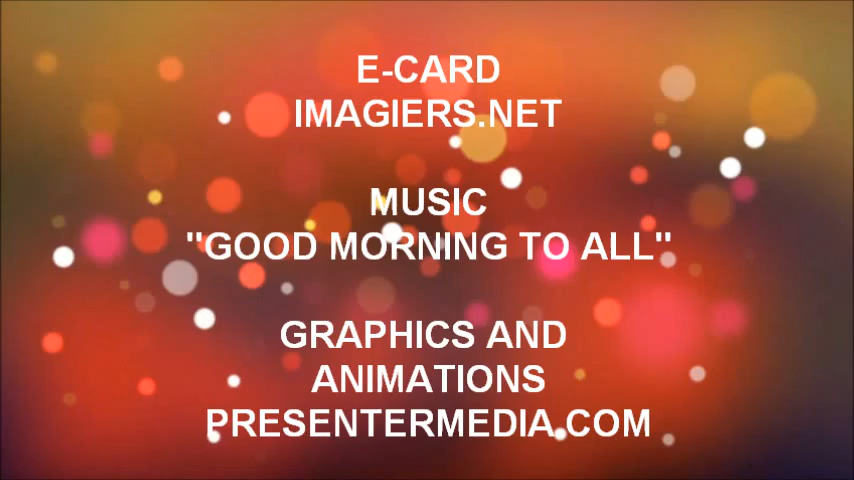 E-CARD
IMAGIERS.NET
MUSIC
"GOOD MORNING TO ALL"
GRAPHICS AND
ANIMATIONS
PRESENTERMEDIA.COM